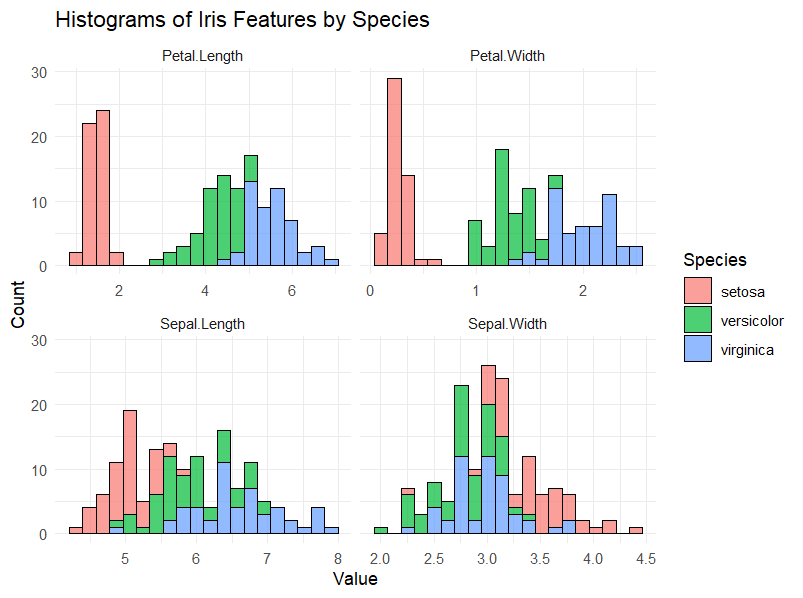 Histograms of Iris Features by Species
Petal.Length
Petal.Width
30
20
10
0
2 4 6
0 1 2
Sepal.Length
Sepal.Width
30
20
10
0
5 6 7 8
2.0 2.5 3.0 3.5 4.0 4.5
Count
Value
Species
setosa
versicolor
virginica